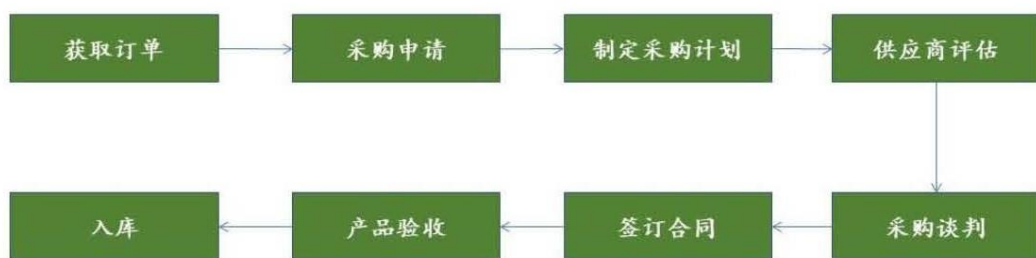 获取订单
采购申请
制定采购计划
供应商评估
采购谈判
签订合同
产品验收
入库